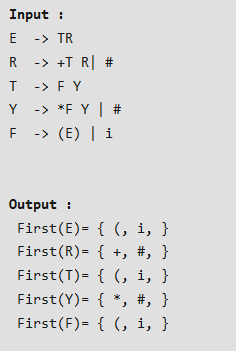 Input :
E -> TR
R -> +T R| #
T -> F Y
Y -> *F Y | #
F -> (E) | i
Output :
First(E)= { (, i, }
First(R)= { +, #, }
First(T)= { (, i, }
First(Y)= { *, #, }
First(F)= { (, i, }